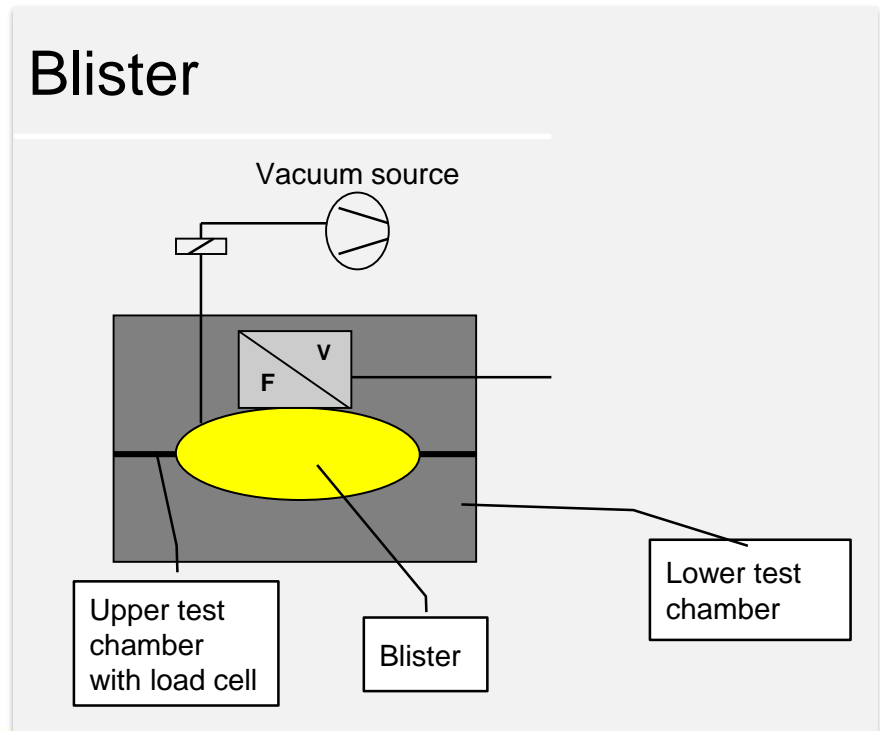 Blister
Vacuum source
V
F
Lower test
chamber
Upper test
chamber
with load cell
Blister